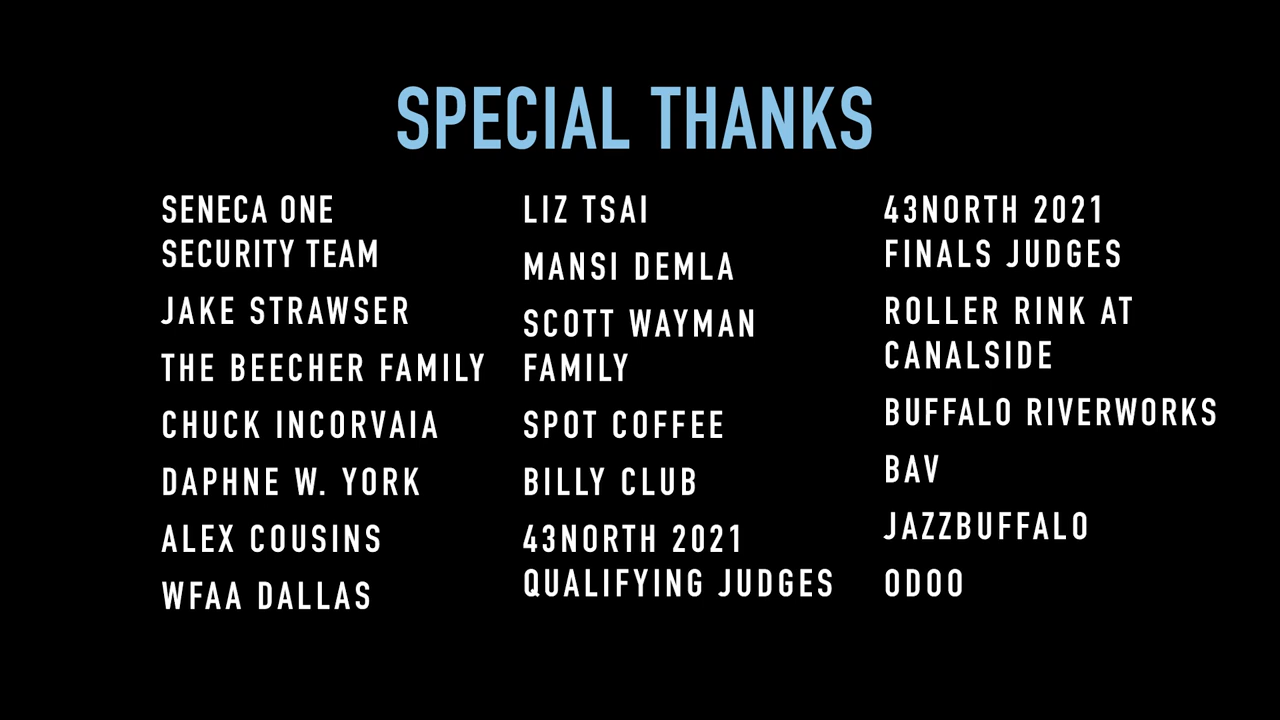 SPECIAL THANKS
SENECA ONE
SECURITY TEAM
JAKE STRAWSER
THE BEECHER FAMILY
CHUCK INCORVAIA
DAPHNE W. YORK
ALEX COUSINS
WFAA DALLAS
LIZ TSAI
MANSI DEMLA
SCOTT WAYMAN
FAMILY
SPOT COFFEE
BILLY CLUB
43NORTH 2021
QUALIFYING JUDGES
43NORTH 2021
FINALS JUDGES
ROLLER RINK AT
CANALSIDE
BUFFALO RIVERWORKS
BAV
JAZZBUFFALO
ODOO